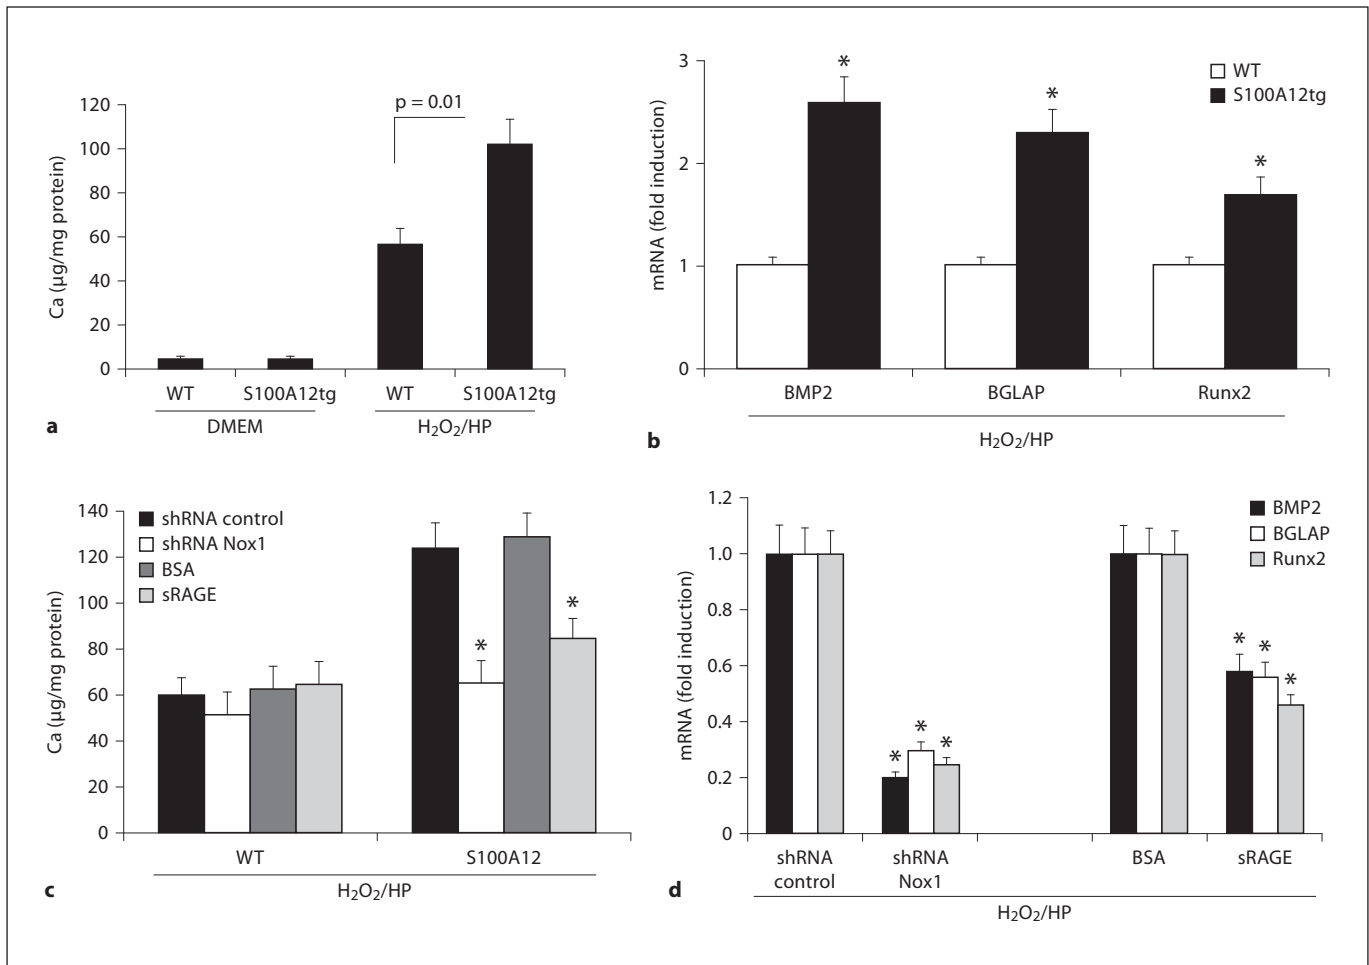 120
100
80
60
40
20
0
Ca (µg/mg protein)
p = 0.01
WT S100A12tg WT S100A12tg
DMEM H₂O₂/HP
a
3
2
1
0
mRNA (fold induction)
WT
S100A12tg
* * *
BMP2 BGLAP Runx2
H₂O₂/HP
b
140
120
100
80
60
40
20
0
Ca (µg/mg protein)
shRNA control
shRNA Nox1
BSA
sRAGE
* *
WT S100A12
H₂O₂/HP
c
1.2
1.0
0.8
0.6
0.4
0.2
0
mRNA (fold induction)
BMP2
BGLAP
Runx2
* * * * * *
shRNA shRNA BSA sRAGE
control Nox1
H₂O₂/HP
d